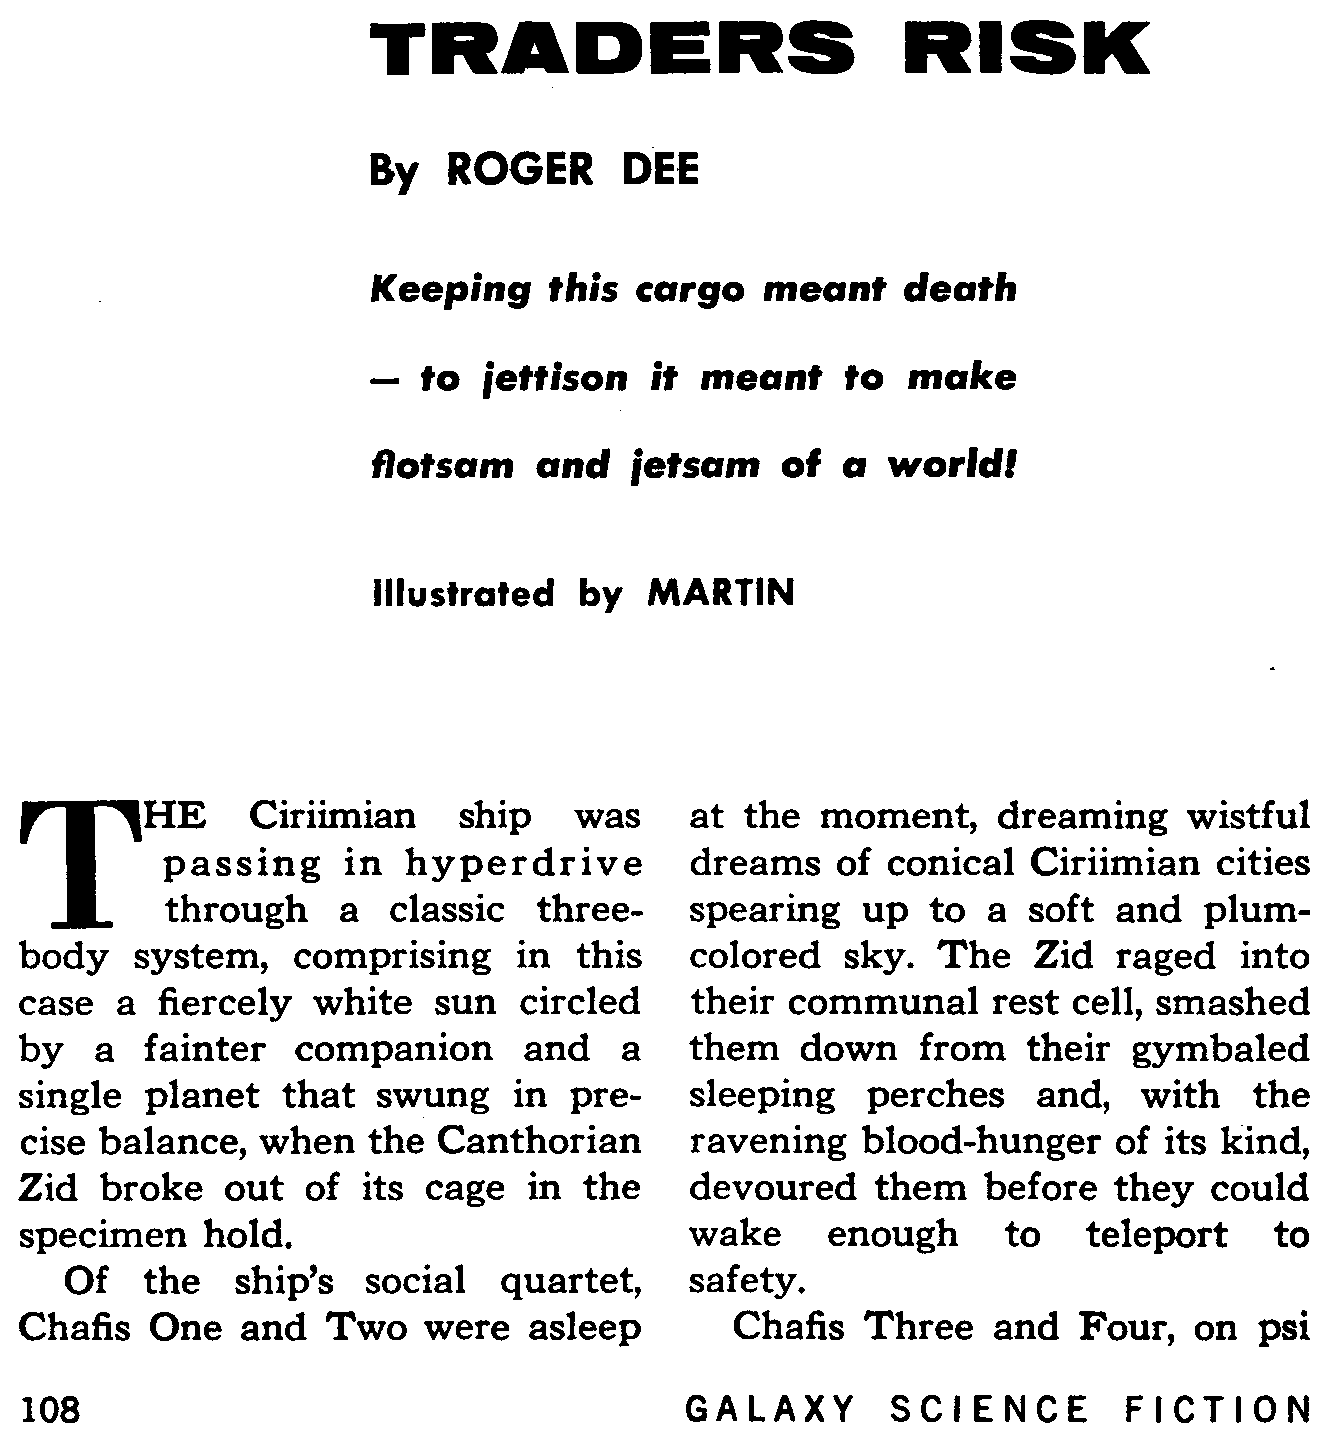 TRADERS RISK
By ROGER DEE
Keeping this cargo meant death
— to jettison it meant to make
flotsam and jetsam of a world!
Illustrated by MARTIN
THE Ciriimian ship was
passing in hyperdrive
through a classic three-
body system, comprising in this
case a fiercely white sun circled
by a fainter companion and a
single planet that swung in pre-
cise balance, when the Canthorian
Zid broke out of its cage in the
specimen hold.
Of the ship's social quartet,
Chafis One and Two were asleep
at the moment, dreaming wistful
dreams of conical Ciriimian cities
spearing up to a soft and plum-
colored sky. The Zid raged into
their communal rest cell, smashed
them down from their gymbaled
sleeping perches and, with the
ravening blood-hunger of its kind,
devoured them before they could
wake enough to teleport to
safety.
Chafis Three and Four, on psi
108
GALAXY SCIENCE FICTION